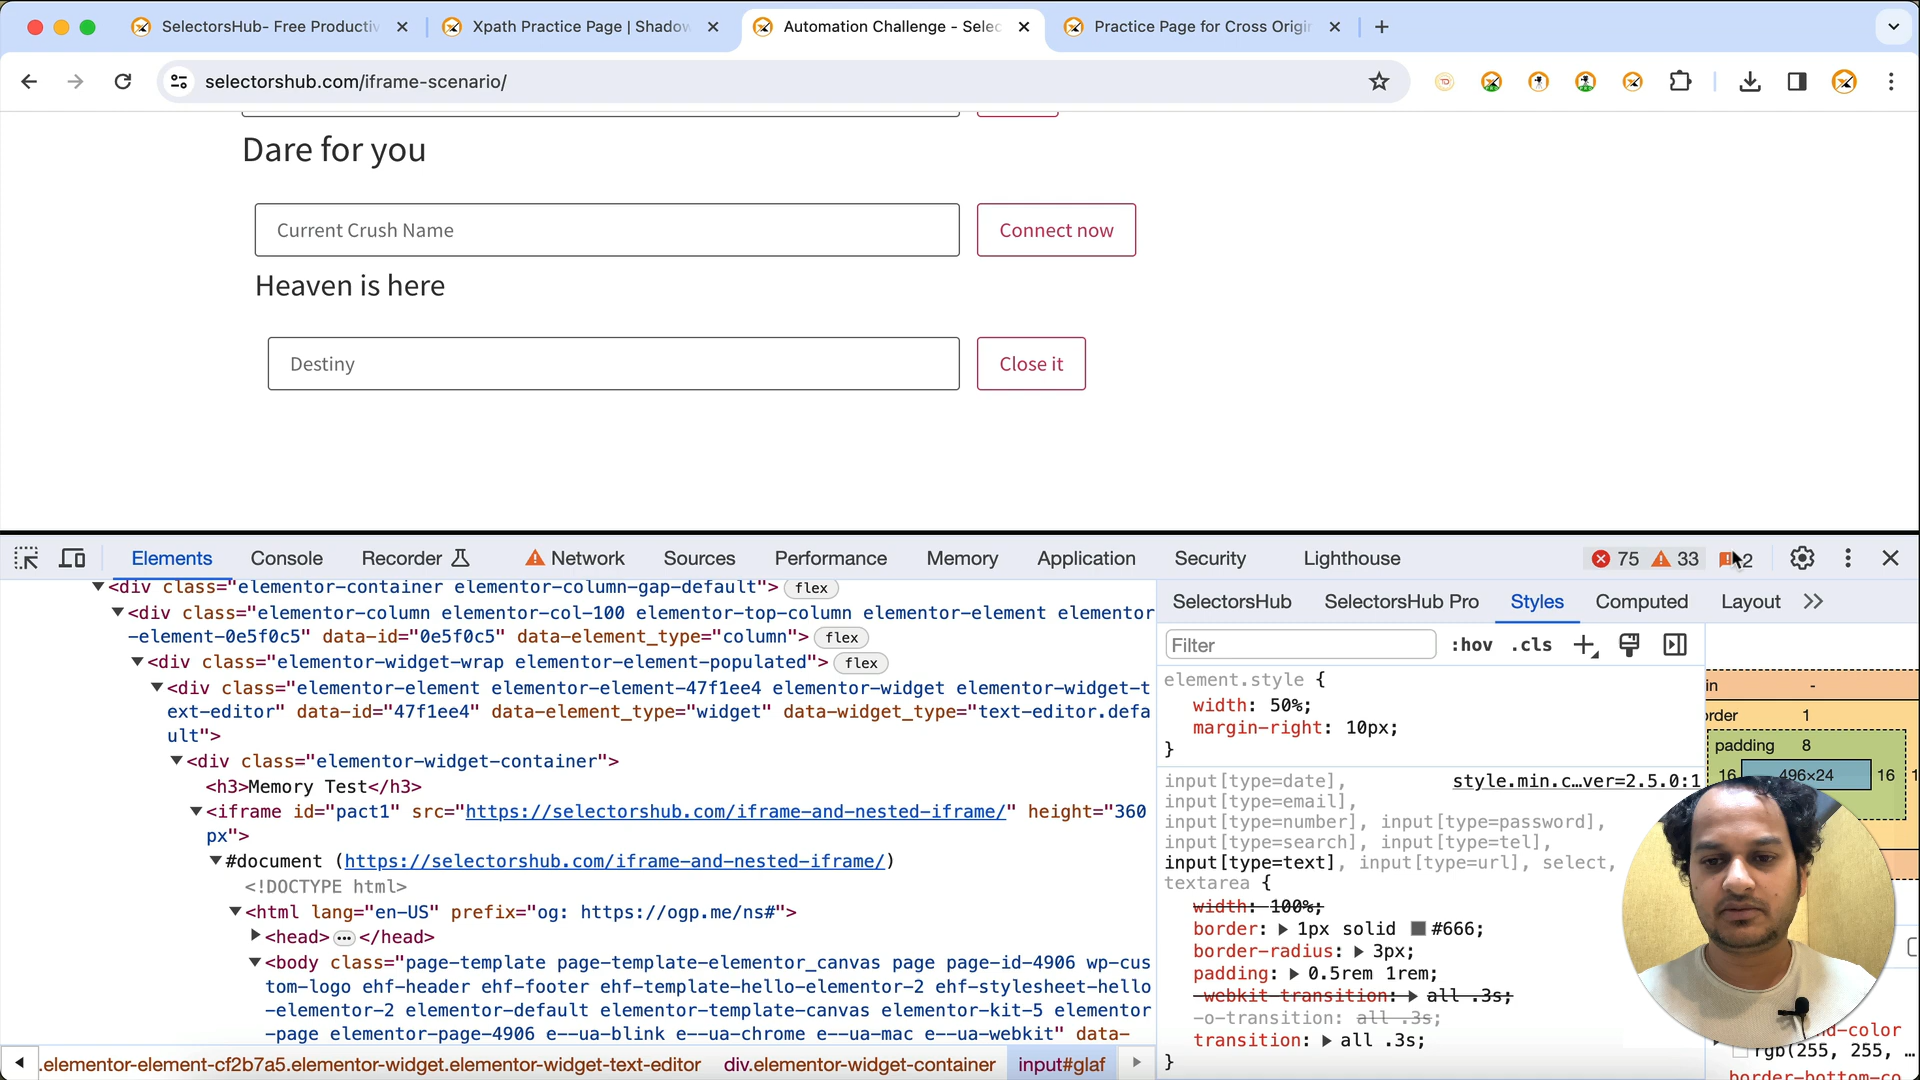 SelectorsHub- Free Productiv
Xpath Practice Page | Shadow
Automation Challenge - Selec
Practice Page for Cross Origin
selectorshub.com/iframe-scenario/
Dare for you
Current Crush Name
Connect now
Heaven is here
Destiny
Close it
Elements
Console
Recorder
Network
Sources
Performance
Memory
Application
Security
Lighthouse
75
33
2
<div class="elementor-container elementor-column-gap-default"> flex
<div class="elementor-column elementor-col-100 elementor-top-column elementor-element elementor
-element-0e5f0c5" data-id="0e5f0c5" data-element_type="column"> flex
<div class="elementor-widget-wrap elementor-element-populated"> flex
<div class="elementor-element elementor-element-47f1ee4 elementor-widget elementor-widget-t
ext-editor" data-id="47f1ee4" data-element_type="widget" data-widget_type="text-editor.defa
ult">
<div class="elementor-widget-container">
<h3>Memory Test</h3>
<iframe id="pact1" src="https://selectorshub.com/iframe-and-nested-iframe/" height="360
px">
#document (https://selectorshub.com/iframe-and-nested-iframe/)
<!DOCTYPE html>
<html lang="en-US" prefix="og: https://ogp.me/ns#">
<head> … </head>
<body class="page-template page-template-elementor_canvas page page-id-4906 wp-cus
tom-logo ehf-header ehf-footer ehf-template-hello-elementor-2 ehf-stylesheet-hello
-elementor-2 elementor-default elementor-template-canvas elementor-kit-5 elementor
-page elementor-page-4906 e--ua-blink e--ua-chrome e--ua-mac e--ua-webkit" data-
.elementor-element-cf2b7a5.elementor-widget.elementor-widget-text-editor
div.elementor-widget-container
input#glaf
SelectorsHub
SelectorsHub Pro
Styles
Computed
Layout
Filter
:hov
.cls
element.style {
width: 50%;
margin-right: 10px;
}
input[type=date],
style.min.c…ver=2.5.0:1
input[type=email],
input[type=number], input[type=password],
input[type=search], input[type=tel],
input[type=text], input[type=url], select,
textarea {
width: 100%;
border: 1px solid #666;
border-radius: 3px;
padding: 0.5rem 1rem;
-webkit-transition: all .3s;
-o-transition: all .3s;
transition: all .3s;
}
in
-
rder
1
padding
8
16
496×24
16
1
nd-color
rgb(255, 255, …
border-bottom-co